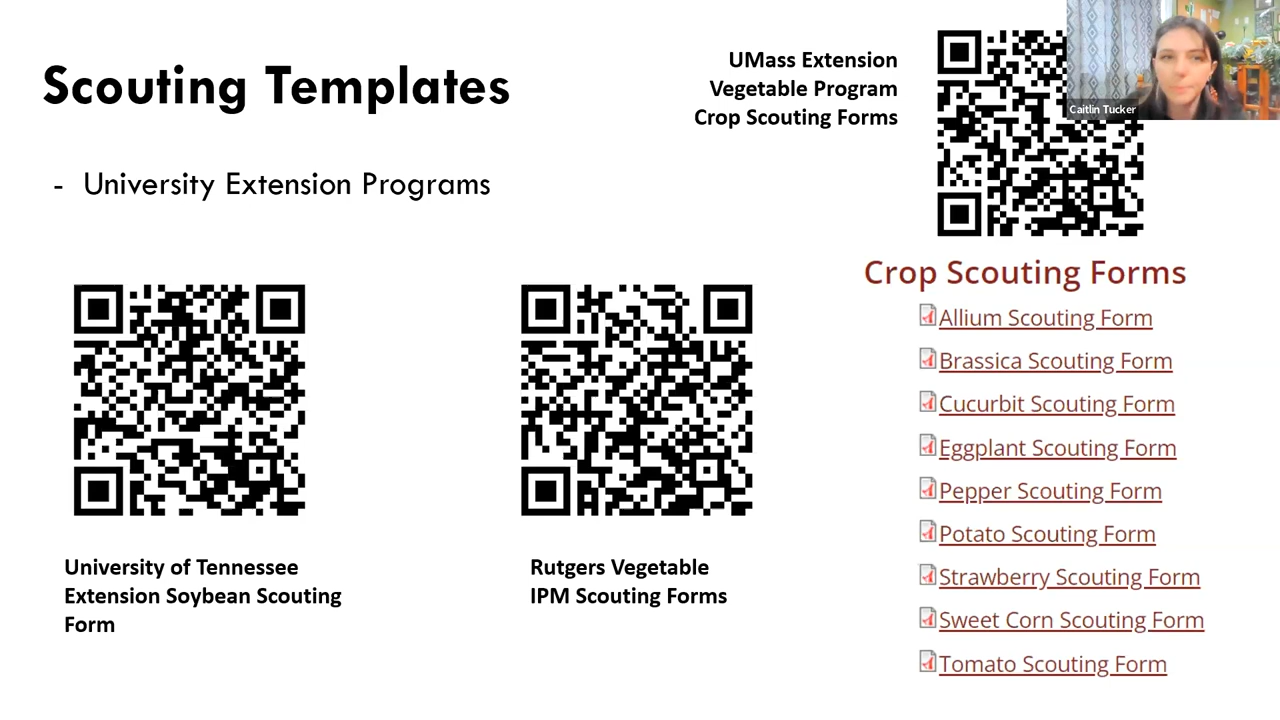 Scouting Templates
- University Extension Programs
UMass Extension
Vegetable Program
Crop Scouting Forms
Caitlin Tucker
University of Tennessee
Extension Soybean Scouting
Form
Rutgers Vegetable
IPM Scouting Forms
Crop Scouting Forms
Allium Scouting Form
Brassica Scouting Form
Cucurbit Scouting Form
Eggplant Scouting Form
Pepper Scouting Form
Potato Scouting Form
Strawberry Scouting Form
Sweet Corn Scouting Form
Tomato Scouting Form